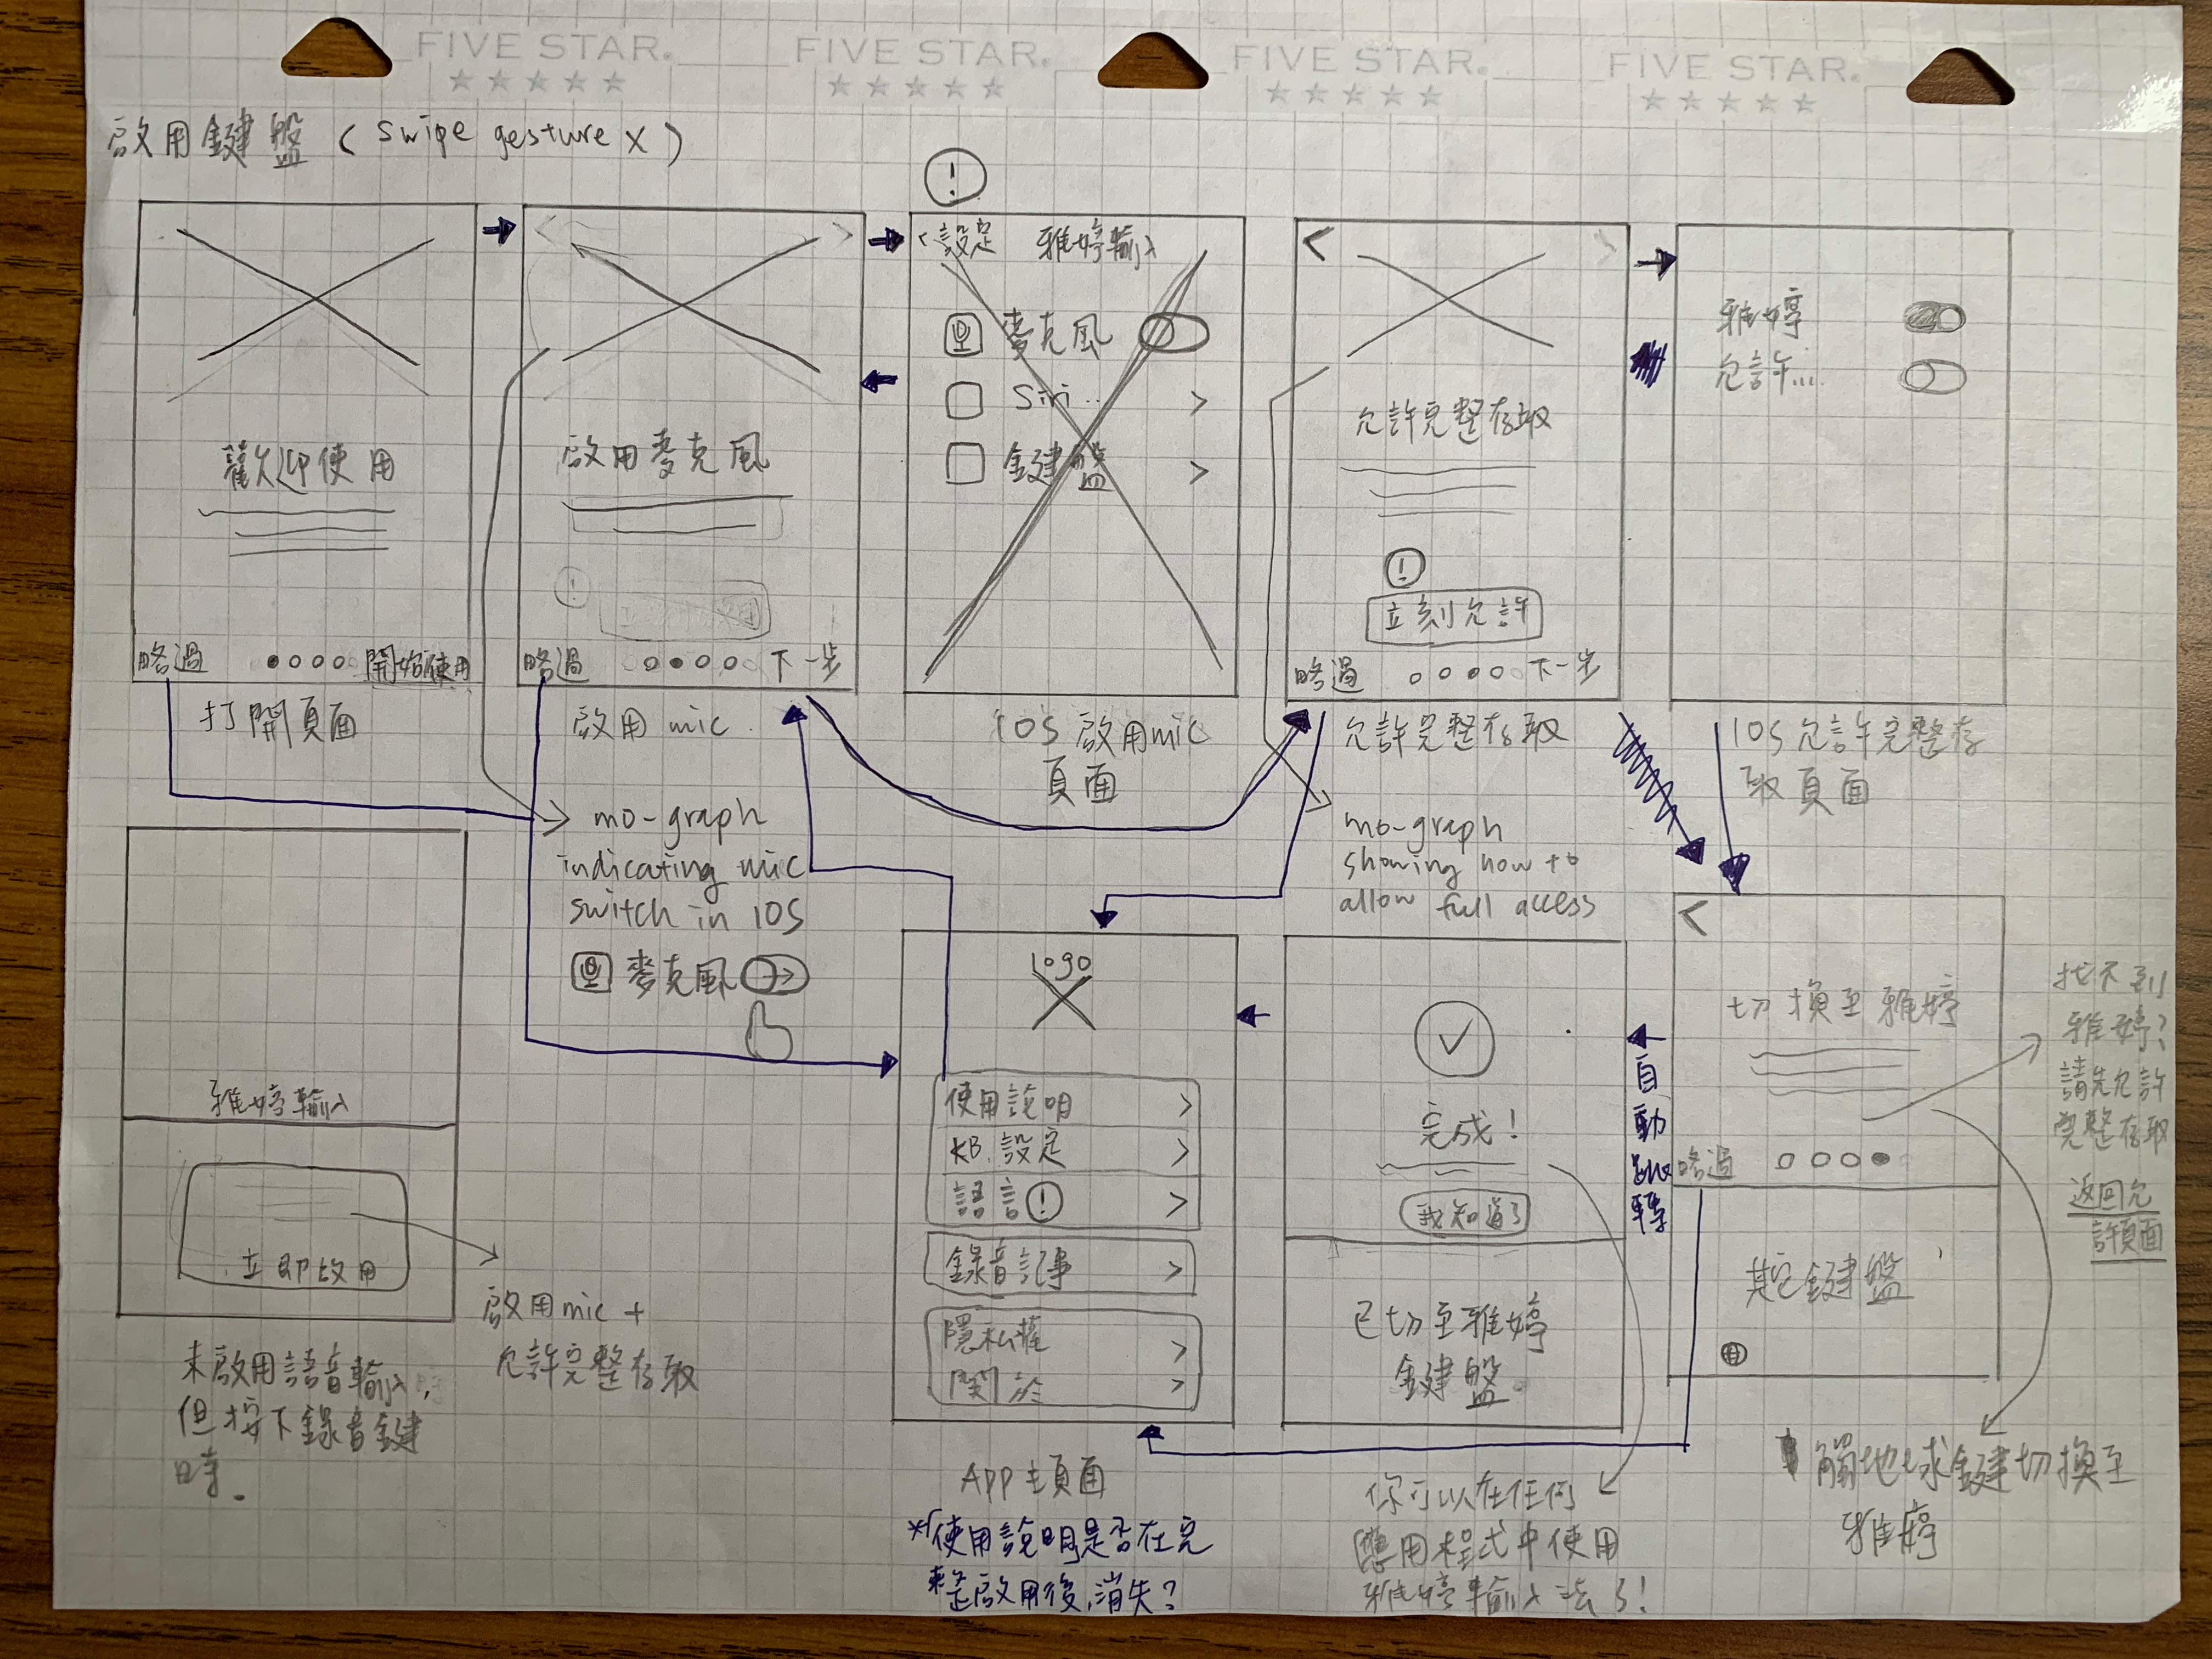 FIVE STAR. FIVE STAR. FIVE STAR. FIVE STAR.
啟用鍵盤 (swipe gesture x)
歡迎使用
略過
開始使用
打開頁面
啟用麥克風
!
略過
下一步
啟用 mic
!
<設定 雅婷輸入
麥克風
Siri...
鍵盤
iOS 啟用mic
頁面
允許完整存取
!
立刻允許
略過
下一步
允許完整存取
雅婷
允許...
iOS 允許完整存
取頁面
mo-graph
indicating mic
switch in iOS
麥克風
mo-graph
showing how to
allow full access
雅婷輸入
立即啟用
啟用mic +
允許完整存取
未啟用語音輸入,
但按下錄音鍵
時.
logo
使用說明
KB. 設定
語言 !
錄音記事
隱私權
關於
App 主頁面
*「使用說明是否在完
整啟用後,消失?
完成!
我知道了
已切至雅婷
鍵盤
你可以在任何
應用程式中使用
雅婷輸入法了!
自動跳轉
切換至雅婷
略過
其它鍵盤
找不到
雅婷?
請先允許
完整存取
返回允
許頁面
觸地球鍵切換至
雅婷